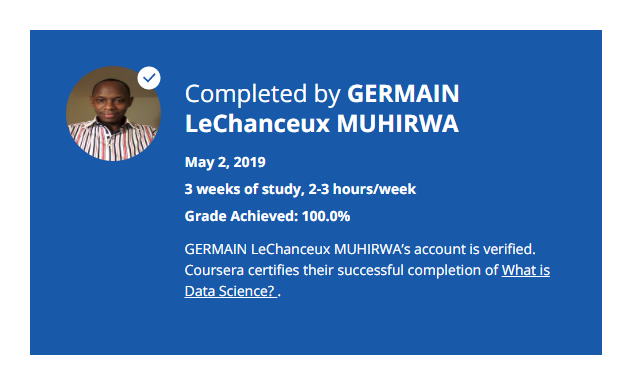 Completed by GERMAIN
LeChanceux MUHIRWA
May 2, 2019
3 weeks of study, 2-3 hours/week
Grade Achieved: 100.0%
GERMAIN LeChanceux MUHIRWA's account is verified.
Coursera certifies their successful completion of What is
Data Science? .